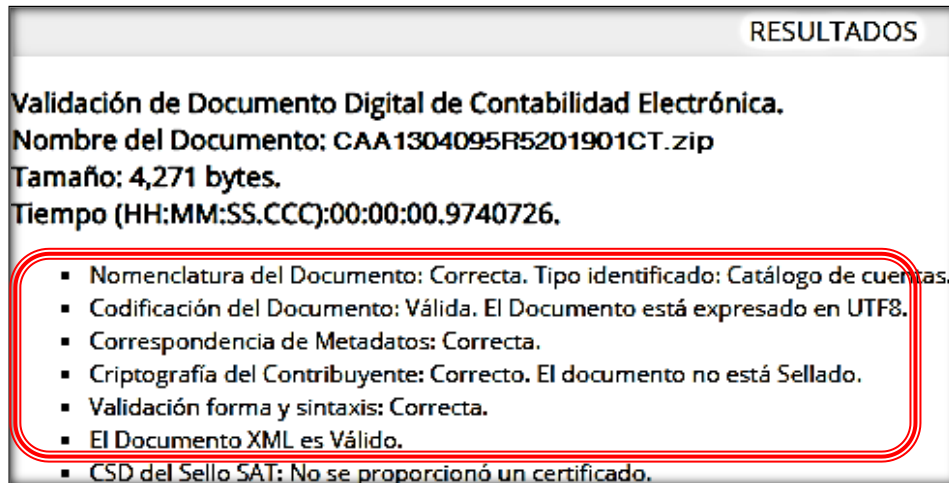 RESULTADOS
Validación de Documento Digital de Contabilidad Electrónica.
Nombre del Documento: CAA1304095R5201901CT.zip
Tamaño: 4,271 bytes.
Tiempo (HH:MM:SS.CCC):00:00:00.9740726.
▪ Nomenclatura del Documento: Correcta. Tipo identificado: Catálogo de cuentas.
▪ Codificación del Documento: Válida. El Documento está expresado en UTF8.
▪ Correspondencia de Metadatos: Correcta.
▪ Criptografía del Contribuyente: Correcto. El documento no está Sellado.
▪ Validación forma y sintaxis: Correcta.
▪ El Documento XML es Válido.
▪ CSD del Sello SAT: No se proporcionó un certificado.